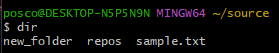 posco@DESKTOP-N5P5N9N MINGW64 ~/source
$ dir
new_folder  repos  sample.txt